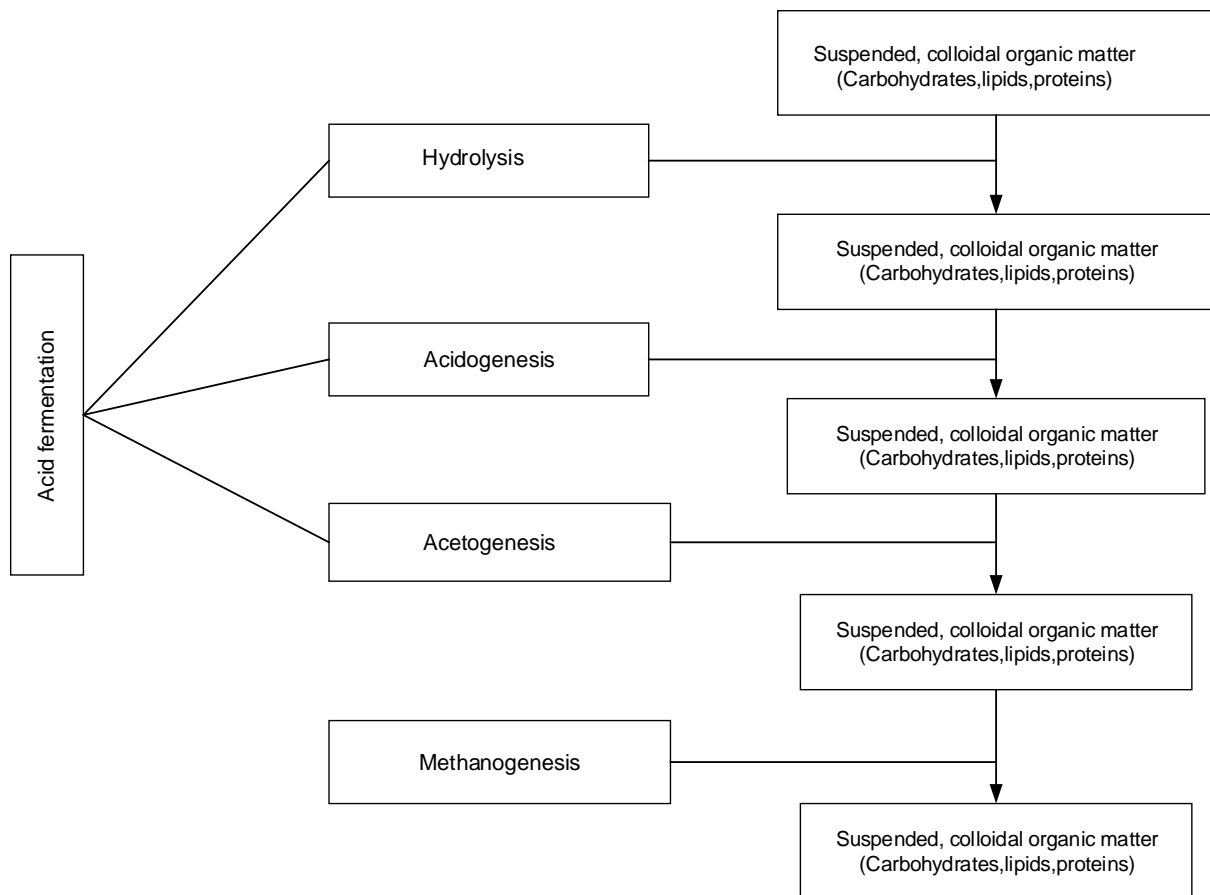 Suspended, colloidal organic matter
(Carbohydrates,lipids,proteins)
Hydrolysis
Suspended, colloidal organic matter
(Carbohydrates,lipids,proteins)
Acid fermentation
Acidogenesis
Suspended, colloidal organic matter
(Carbohydrates,lipids,proteins)
Acetogenesis
Suspended, colloidal organic matter
(Carbohydrates,lipids,proteins)
Methanogenesis
Suspended, colloidal organic matter
(Carbohydrates,lipids,proteins)